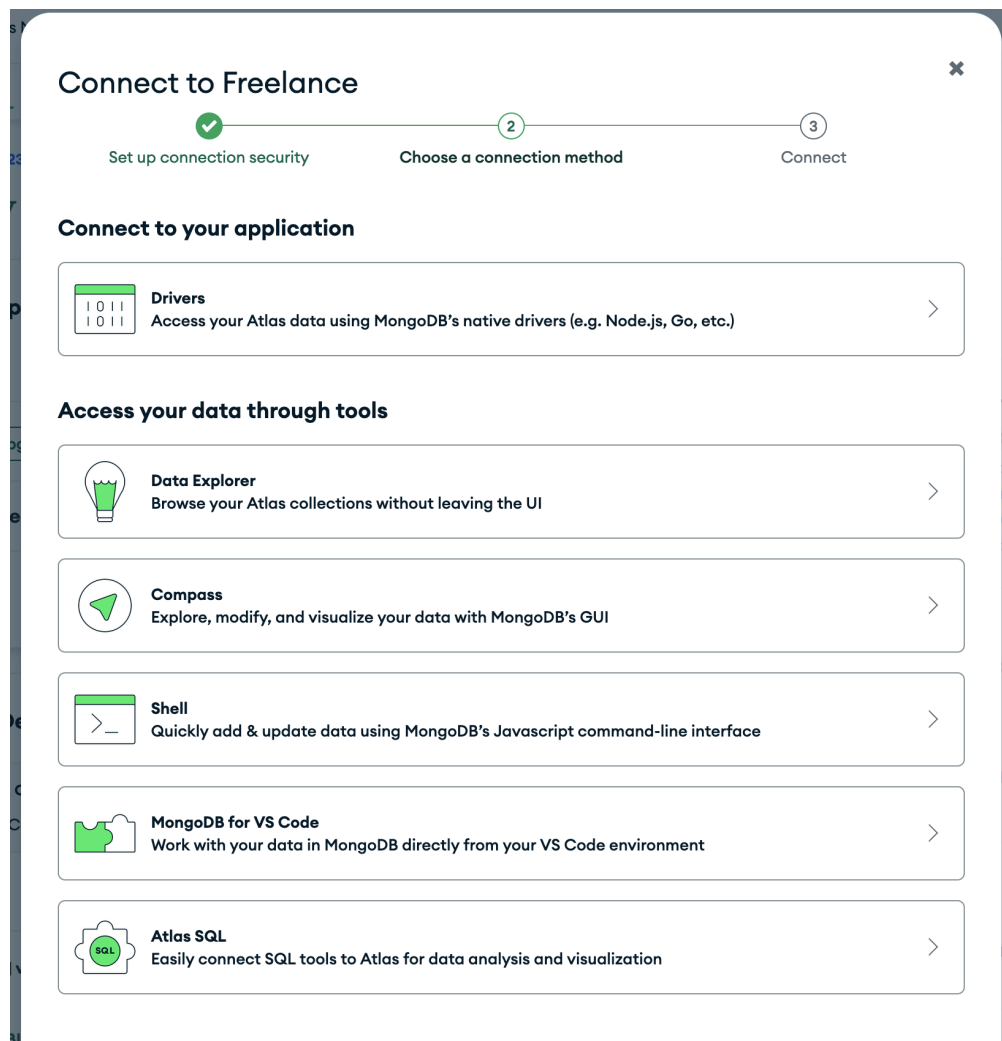 Connect to Freelance
2
3
Set up connection security
Choose a connection method
Connect
Connect to your application
1011
1011
Drivers
Access your Atlas data using MongoDB’s native drivers (e.g. Node.js, Go, etc.)
Access your data through tools
Data Explorer
Browse your Atlas collections without leaving the UI
Compass
Explore, modify, and visualize your data with MongoDB’s GUI
>_
Shell
Quickly add & update data using MongoDB’s Javascript command-line interface
MongoDB for VS Code
Work with your data in MongoDB directly from your VS Code environment
SQL
Atlas SQL
Easily connect SQL tools to Atlas for data analysis and visualization